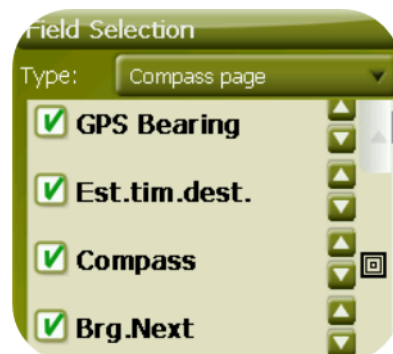 Field Selection
Type: Compass page
GPS Bearing
Est.tim.dest.
Compass
Brg.Next